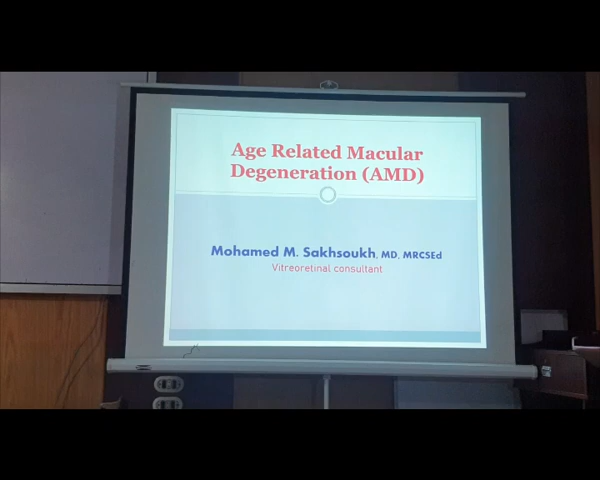 Age Related Macular
Degeneration (AMD)
Mohamed M. Sakhsoukh, MD, MRCSEd
Vitreoretinal consultant